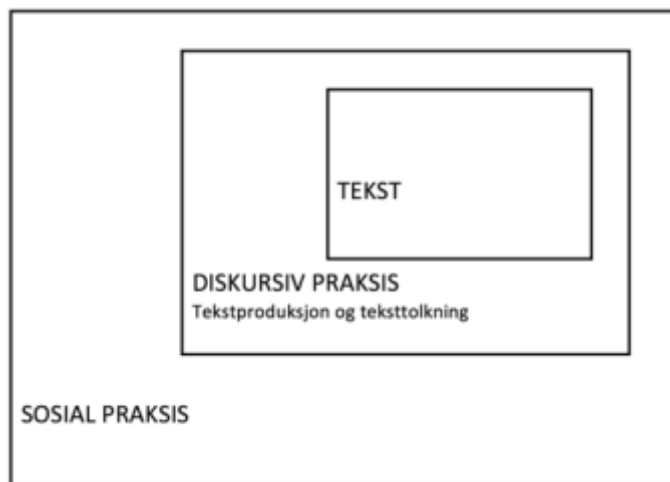 TEKST
DISKURSIV PRAKSIS
Tekstproduksjon og teksttolkning
SOSIAL PRAKSIS